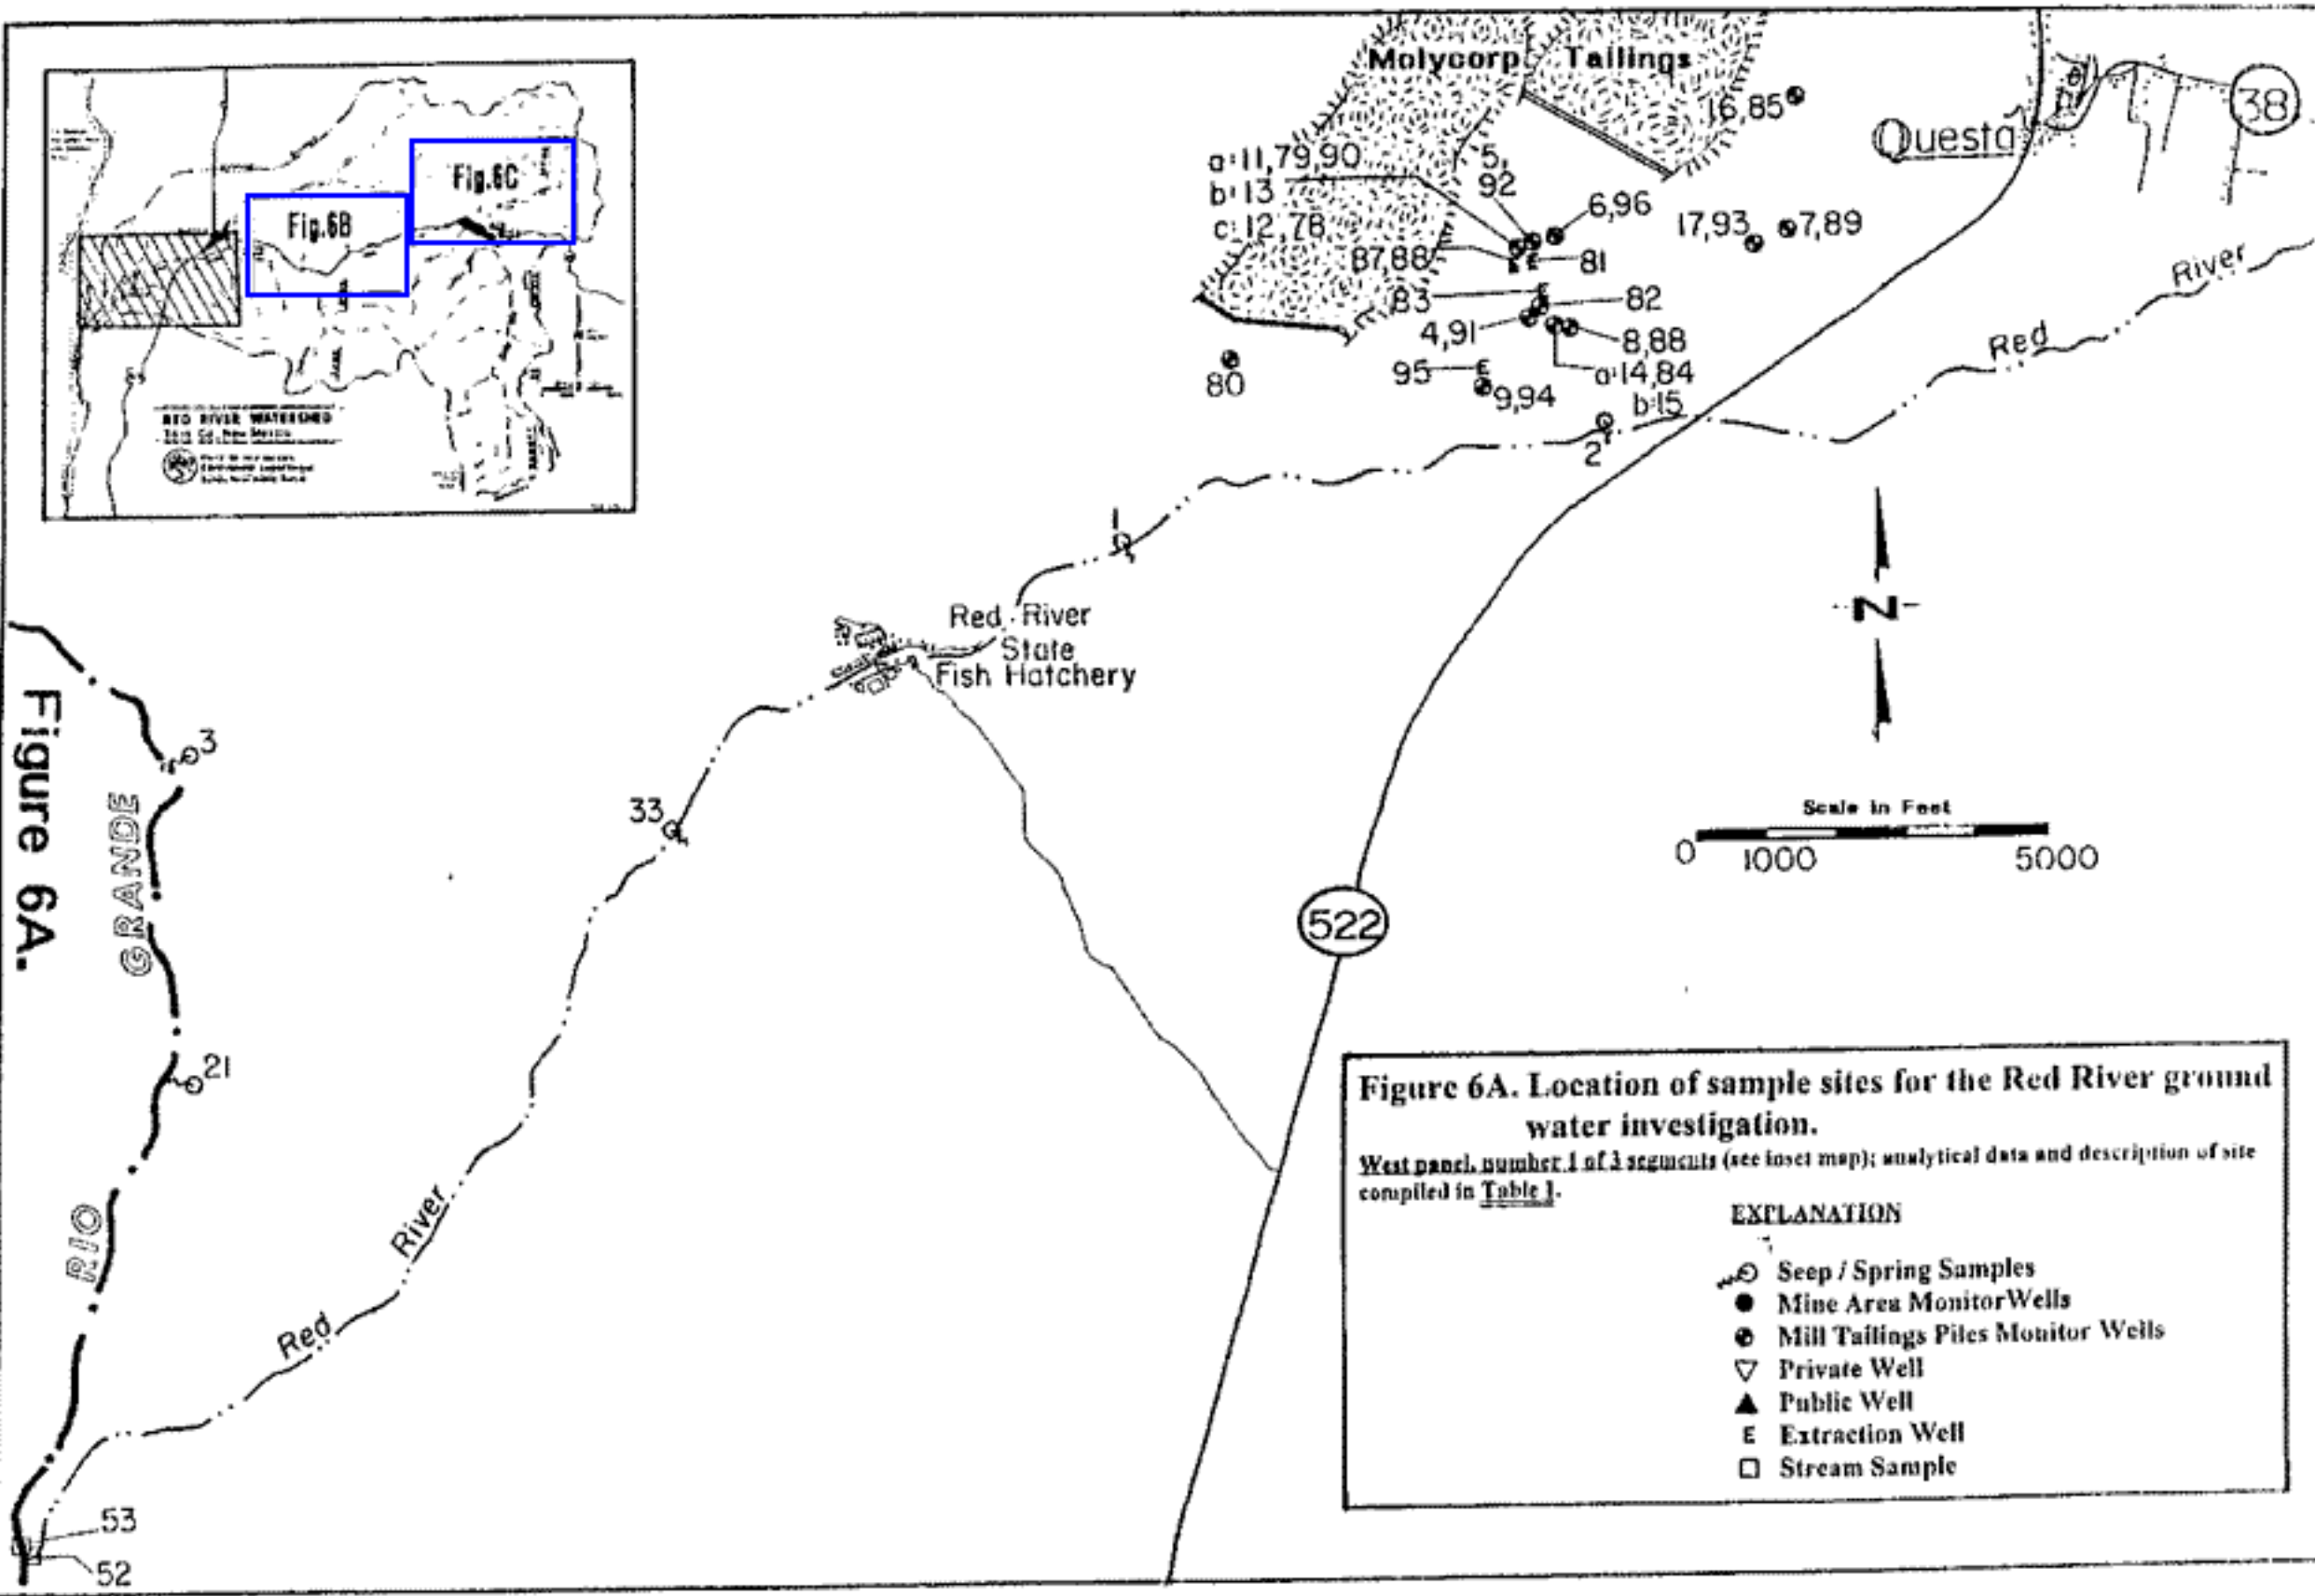 Molycorp Tailings
16,85
38
Questa
Fig.6C
Fig.6B
a:11,79,90
b:13
c:12,78
5,
92
6,96
17,93
7,89
87,88
81
83
82
4,91
8,88
95
a:14,84
b:15
80
9,94
2
River
Red
RED RIVER WATERSHED
1
Red River
State
Fish Hatchery
N
3
33
Scale in Feet
0 1000 5000
GRANDE
Figure 6A.
522
21
RIO
River
Red
53
52
Figure 6A. Location of sample sites for the Red River ground
water investigation.
West panel, number 1 of 3 segments (see inset map); analytical data and description of site
compiled in Table 1.
EXPLANATION
Seep / Spring Samples
Mine Area Monitor Wells
Mill Tailings Piles Monitor Wells
Private Well
Public Well
E Extraction Well
Stream Sample